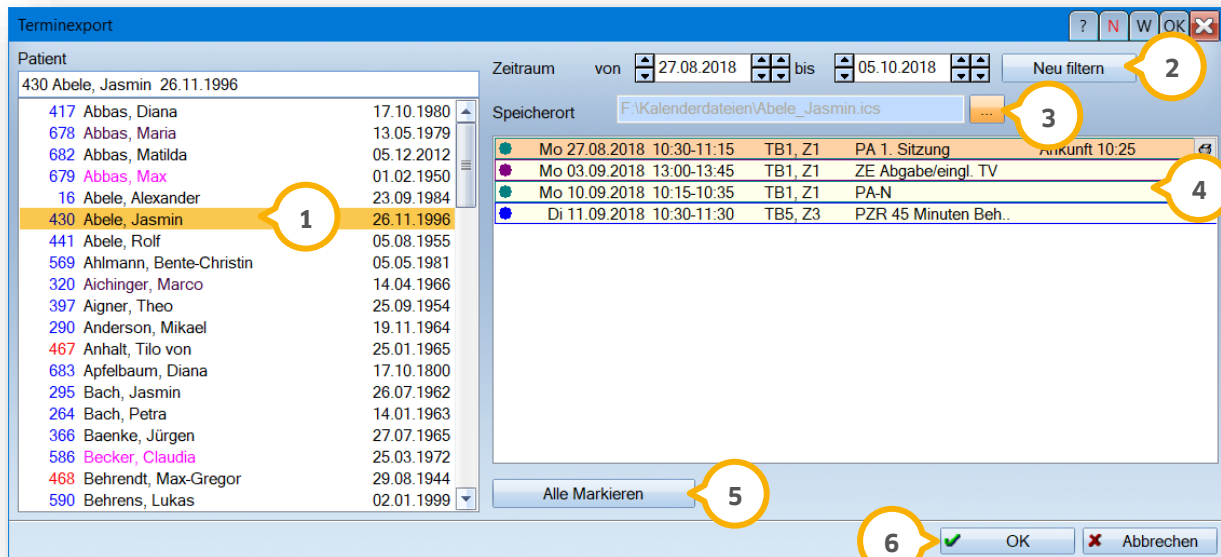 Terminexport ? N W OK
Patient
430 Abele, Jasmin 26.11.1996
417 Abbas, Diana 17.10.1980
678 Abbas, Maria 13.05.1979
682 Abbas, Matilda 05.12.2012
679 Abbas, Max 01.02.1950
16 Abele, Alexander 23.09.1984
430 Abele, Jasmin 26.11.1996
441 Abele, Rolf 05.08.1955
569 Ahlmann, Bente-Christin 05.05.1981
320 Aichinger, Marco 14.04.1966
397 Aigner, Theo 25.09.1954
290 Anderson, Mikael 19.11.1964
467 Anhalt, Tilo von 25.01.1965
683 Apfelbaum, Diana 17.10.1800
295 Bach, Jasmin 26.07.1962
264 Bach, Petra 14.01.1963
366 Baenke, Jürgen 27.07.1965
586 Becker, Claudia 25.03.1972
468 Behrendt, Max-Gregor 29.08.1944
590 Behrens, Lukas 02.01.1999
1
Zeitraum von 27.08.2018 bis 05.10.2018 Neu filtern 2
Speicherort F:\Kalenderdateien\Abele_Jasmin.ics ... 3
Mo 27.08.2018 10:30-11:15 TB1, Z1 PA 1. Sitzung Ankunft 10:25
Mo 03.09.2018 13:00-13:45 TB1, Z1 ZE Abgabe/eingl. TV
Mo 10.09.2018 10:15-10:35 TB1, Z1 PA-N 4
Di 11.09.2018 10:30-11:30 TB5, Z3 PZR 45 Minuten Beh..
Alle Markieren 5
6 OK Abbrechen